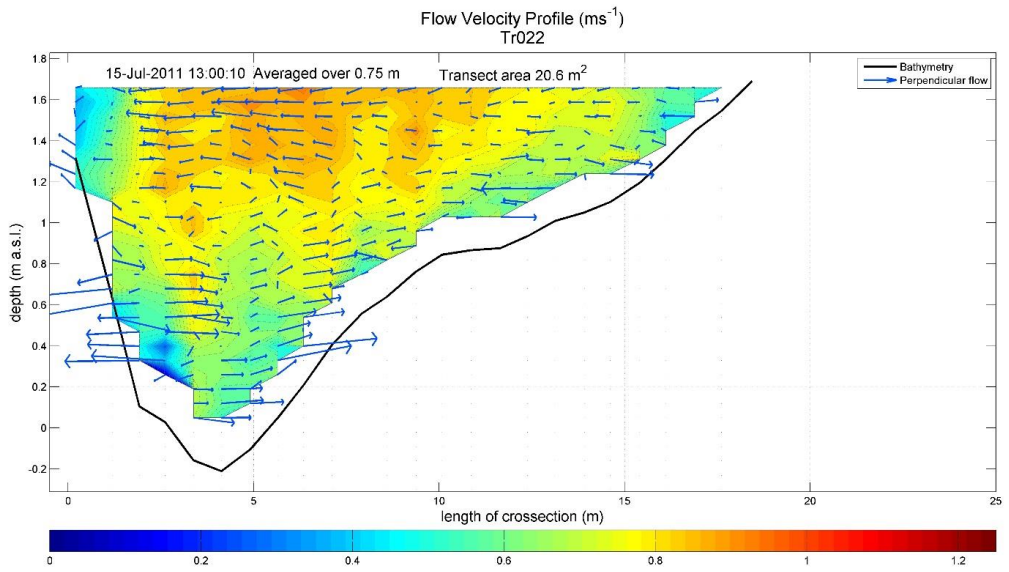 Flow Velocity Profile (ms⁻¹)
Tr022
15-Jul-2011 13:00:10 Averaged over 0.75 m
Transect area 20.6 m²
Bathymetry
Perpendicular flow
depth (m a.s.l.)
1.8
1.6
1.4
1.2
1
0.8
0.6
0.4
0.2
0
-0.2
0 5 10 15 20 25
length of crossection (m)
0 0.2 0.4 0.6 0.8 1 1.2